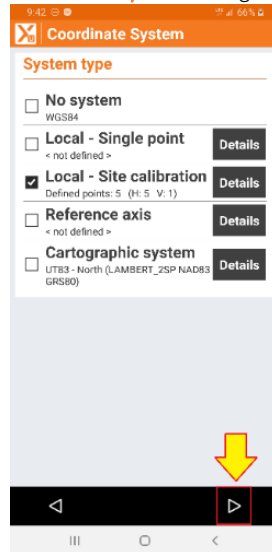 9:42
66%
Coordinate System
System type
No system
WGS84
Local - Single point
< not defined >
Details
Local - Site calibration
Defined points: 5 (H: 5 V: 1)
Details
Reference axis
< not defined >
Details
Cartographic system
UT83 - North (LAMBERT_2SP NAD83
GRS80)
Details